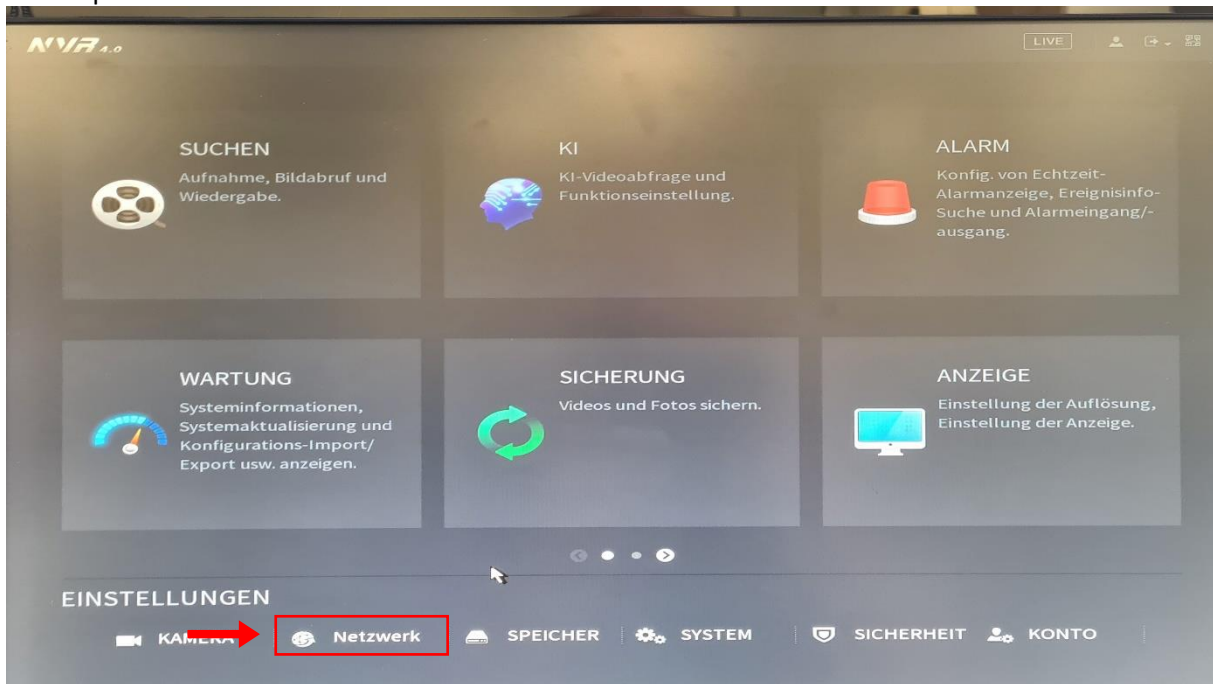 NVR 4.0
LIVE
SUCHEN
Aufnahme, Bildabruf und
Wiedergabe.
KI
KI-Videoabfrage und
Funktionseinstellung.
ALARM
Konfig. von Echtzeit-
Alarmanzeige, Ereignisinfo-
Suche und Alarmeingang/-
ausgang.
WARTUNG
Systeminformationen,
Systemaktualisierung und
Konfigurations-Import/
Export usw. anzeigen.
SICHERUNG
Videos und Fotos sichern.
ANZEIGE
Einstellung der Auflösung,
Einstellung der Anzeige.
EINSTELLUNGEN
KAMERA Netzwerk SPEICHER SYSTEM SICHERHEIT KONTO